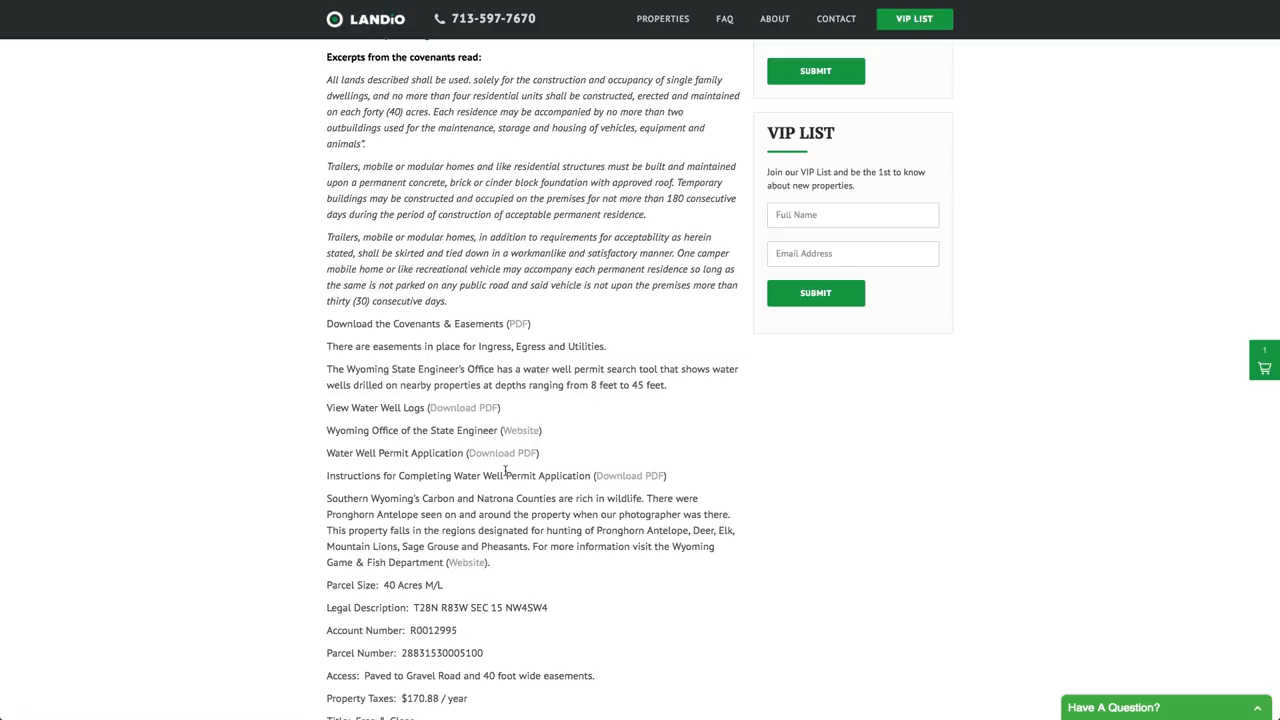 LANDiO
713-597-7670
PROPERTIES
FAQ
ABOUT
CONTACT
VIP LIST
Excerpts from the covenants read:
All lands described shall be used. solely for the construction and occupancy of single family
dwellings, and no more than four residential units shall be constructed, erected and maintained
on each forty (40) acres. Each residence may be accompanied by no more than two
outbuildings used for the maintenance, storage and housing of vehicles, equipment and
animals".
Trailers, mobile or modular homes and like residential structures must be built and maintained
upon a permanent concrete, brick or cinder block foundation with approved roof. Temporary
buildings may be constructed and occupied on the premises for not more than 180 consecutive
days during the period of construction of acceptable permanent residence.
Trailers, mobile or modular homes, in addition to requirements for acceptability as herein
stated, shall be skirted and tied down in a workmanlike and satisfactory manner. One camper
mobile home or like recreational vehicle may accompany each permanent residence so long as
the same is not parked on any public road and said vehicle is not upon the premises more than
thirty (30) consecutive days.
Download the Covenants & Easements (PDF)
There are easements in place for Ingress, Egress and Utilities.
The Wyoming State Engineer's Office has a water well permit search tool that shows water
wells drilled on nearby properties at depths ranging from 8 feet to 45 feet.
View Water Well Logs (Download PDF)
Wyoming Office of the State Engineer (Website)
Water Well Permit Application (Download PDF)
Instructions for Completing Water Well Permit Application (Download PDF)
Southern Wyoming's Carbon and Natrona Counties are rich in wildlife. There were
Pronghorn Antelope seen on and around the property when our photographer was there.
This property falls in the regions designated for hunting of Pronghorn Antelope, Deer, Elk,
Mountain Lions, Sage Grouse and Pheasants. For more information visit the Wyoming
Game & Fish Department (Website).
Parcel Size: 40 Acres M/L
Legal Description: T28N R83W SEC 15 NW4SW4
Account Number: R0012995
Parcel Number: 28831530005100
Access: Paved to Gravel Road and 40 foot wide easements.
Property Taxes: $170.88 / year
Title: Free & Clear
SUBMIT
VIP LIST
Join our VIP List and be the 1st to know
about new properties.
Full Name
Email Address
SUBMIT
1
Have A Question?